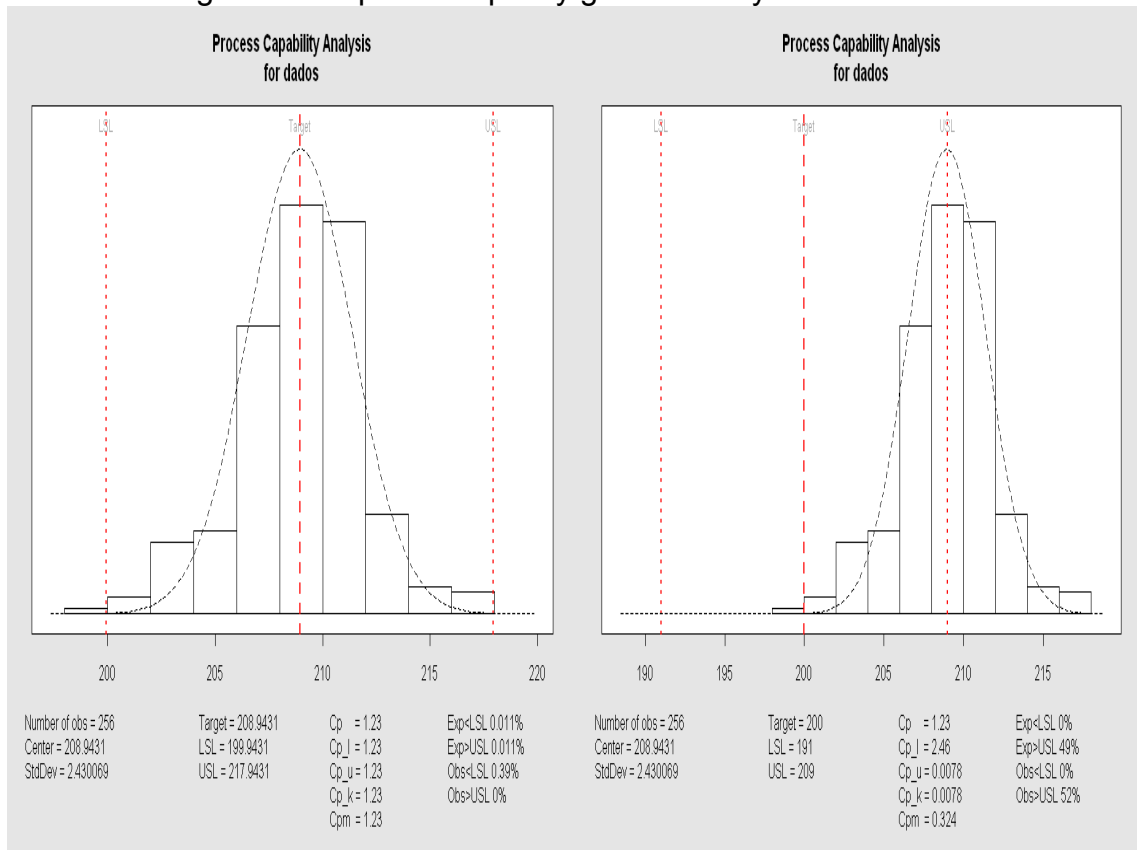 Process Capability Analysis
for dados
LSL Target USL
200 205 210 215 220
Number of obs = 256 Target = 208.9431 Cp = 1.23 Exp<LSL 0.011%
Center = 208.9431 LSL = 199.9431 Cp_l = 1.23 Exp>USL 0.011%
StdDev = 2.430069 USL = 217.9431 Cp_u = 1.23 Obs<LSL 0.39%
Cp_k = 1.23 Obs>USL 0%
Cpm = 1.23
Process Capability Analysis
for dados
LSL Target USL
190 195 200 205 210 215
Number of obs = 256 Target = 200 Cp = 1.23 Exp<LSL 0%
Center = 208.9431 LSL = 191 Cp_l = 2.46 Exp>USL 49%
StdDev = 2.430069 USL = 209 Cp_u = 0.0078 Obs<LSL 0%
Cp_k = 0.0078 Obs>USL 52%
Cpm = 0.324